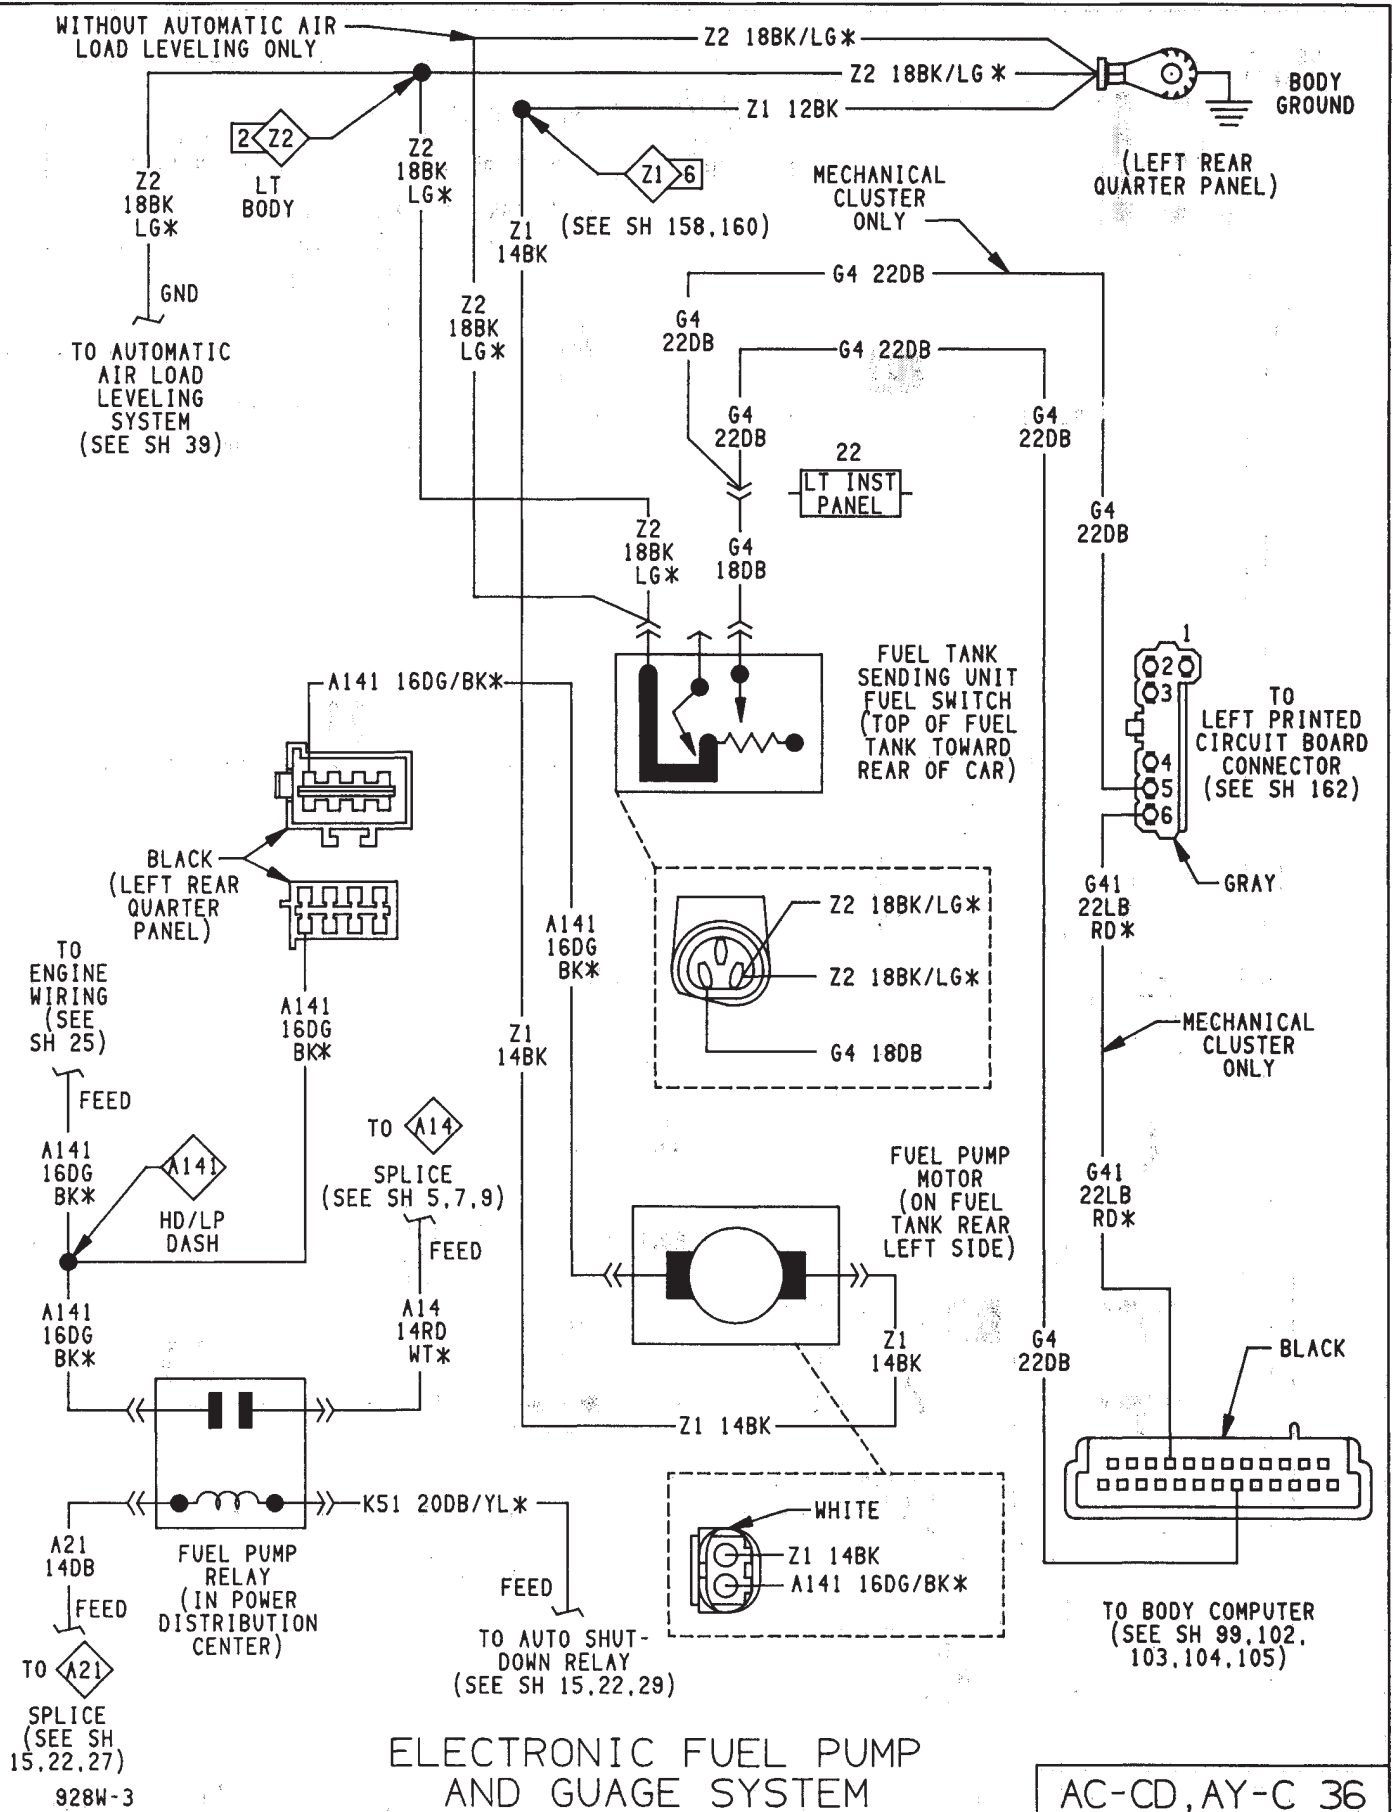 WITHOUT AUTOMATIC AIR
LOAD LEVELING ONLY
Z2 18BK/LG*
Z2 18BK/LG*
Z1 12BK
BODY
GROUND
(LEFT REAR
QUARTER PANEL)
2 Z2
LT
BODY
Z2
18BK
LG*
Z2
18BK
LG*
Z1 6
(SEE SH 158,160)
Z1
14BK
MECHANICAL
CLUSTER
ONLY
GND
TO AUTOMATIC
AIR LOAD
LEVELING
SYSTEM
(SEE SH 39)
Z2
18BK
LG*
G4 22DB
G4
22DB
G4 22DB
G4
22DB
G4
22DB
22
LT INST
PANEL
G4
22DB
Z2
18BK
LG*
G4
18DB
FUEL TANK
SENDING UNIT
FUEL SWITCH
(TOP OF FUEL
TANK TOWARD
REAR OF CAR)
1
2
3
4
5
6
TO
LEFT PRINTED
CIRCUIT BOARD
CONNECTOR
(SEE SH 162)
GRAY
A141 16DG/BK*
BLACK
(LEFT REAR
QUARTER
PANEL)
A141
16DG
BK*
Z2 18BK/LG*
Z2 18BK/LG*
G4 18DB
G41
22LB
RD*
MECHANICAL
CLUSTER
ONLY
TO
ENGINE
WIRING
(SEE
SH 25)
FEED
A141
16DG
BK*
Z1
14BK
A141
16DG
BK*
A141
HD/LP
DASH
TO A14
SPLICE
(SEE SH 5,7,9)
FEED
FUEL PUMP
MOTOR
(ON FUEL
TANK REAR
LEFT SIDE)
G41
22LB
RD*
A141
16DG
BK*
A14
14RD
WT*
Z1
14BK
G4
22DB
BLACK
Z1 14BK
K51 20DB/YL*
A21
14DB
FEED
TO A21
SPLICE
(SEE SH
15,22,27)
FUEL PUMP
RELAY
(IN POWER
DISTRIBUTION
CENTER)
FEED
TO AUTO SHUT-
DOWN RELAY
(SEE SH 15,22,29)
WHITE
Z1 14BK
A141 16DG/BK*
TO BODY COMPUTER
(SEE SH 99,102,
103,104,105)
928W-3
ELECTRONIC FUEL PUMP
AND GUAGE SYSTEM
AC-CD,AY-C 36